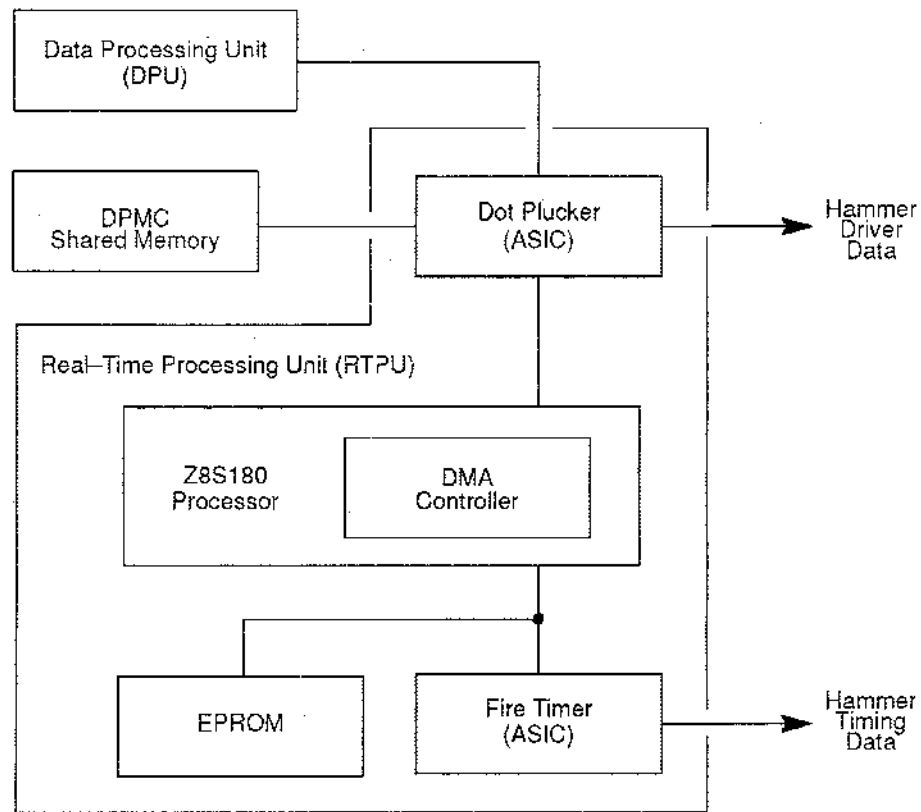 Data Processing Unit
(DPU)
DPMC
Shared Memory
Dot Plucker
(ASIC)
Hammer
Driver
Data
Real–Time Processing Unit (RTPU)
Z8S180
Processor
DMA
Controller
EPROM
Fire Timer
(ASIC)
Hammer
Timing
Data